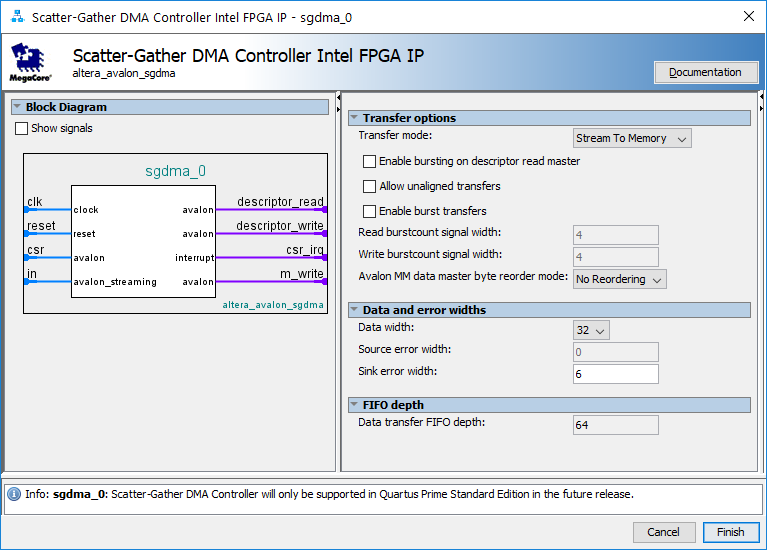 Scatter-Gather DMA Controller Intel FPGA IP - sgdma_0
Scatter-Gather DMA Controller Intel FPGA IP
altera_avalon_sgdma
MegaCore®
Documentation
Block Diagram
Show signals
sgdma_0
clk
descriptor_read
clock
avalon
reset
descriptor_write
reset
avalon
csr
csr_irq
avalon
interrupt
in
m_write
avalon_streaming
avalon
altera_avalon_sgdma
Transfer options
Transfer mode: Stream To Memory
Enable bursting on descriptor read master
Allow unaligned transfers
Enable burst transfers
Read burstcount signal width: 4
Write burstcount signal width: 4
Avalon MM data master byte reorder mode: No Reordering
Data and error widths
Data width: 32
Source error width: 0
Sink error width: 6
FIFO depth
Data transfer FIFO depth: 64
Info: sgdma_0: Scatter-Gather DMA Controller will only be supported in Quartus Prime Standard Edition in the future release.
Cancel Finish